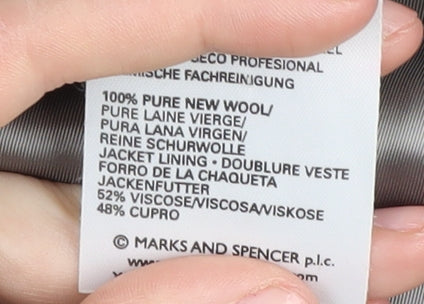 SECO PROFESIONAL
MISCHE FACHREINIGUNG
100% PURE NEW WOOL/
PURE LAINE VIERGE/
PURA LANA VIRGEN/
REINE SCHURWOLLE
JACKET LINING • DOUBLURE VESTE
FORRO DE LA CHAQUETA
JACKENFUTTER
52% VISCOSE/VISCOSA/VISKOSE
48% CUPRO
© MARKS AND SPENCER p.l.c.